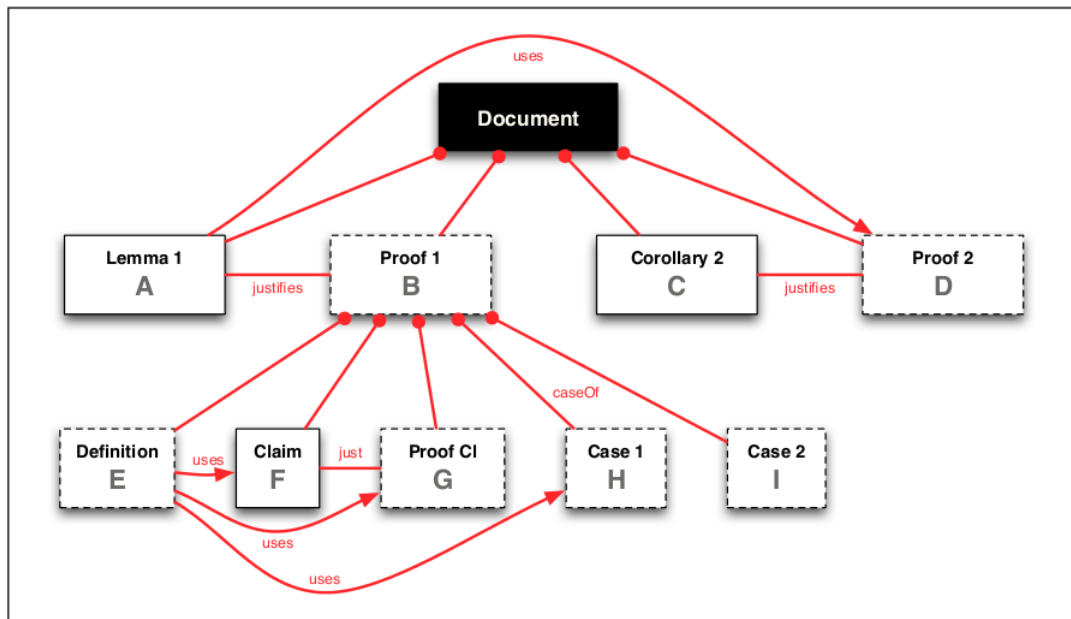 uses
Document
Lemma 1
A
justifies
Proof 1
B
Corollary 2
C
justifies
Proof 2
D
caseOf
Definition
E
uses
Claim
F
just
Proof Cl
G
Case 1
H
Case 2
I
uses
uses